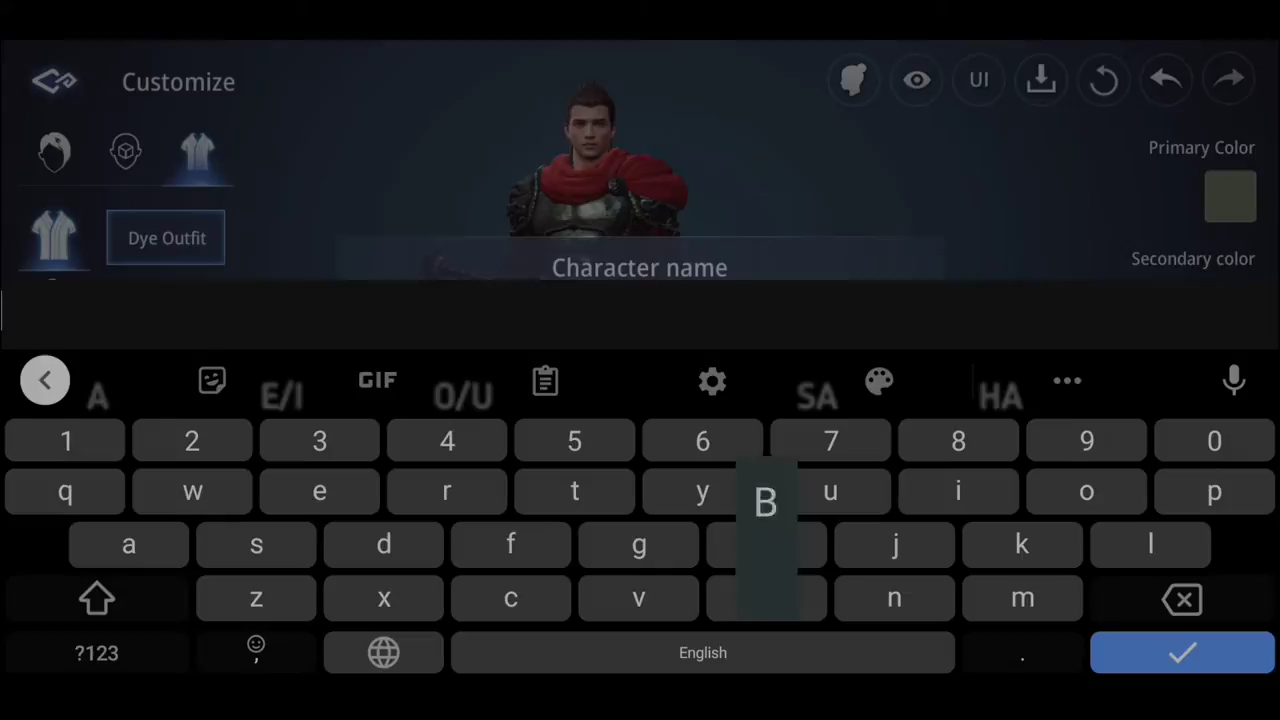 Customize
UI
Primary Color
Dye Outfit
Secondary color
Character name
GIF
A E/I O/U SA HA
1 2 3 4 5 6 7 8 9 0
q w e r t y u i o p
B
a s d f g j k l
z x c v n m
?123 , English .